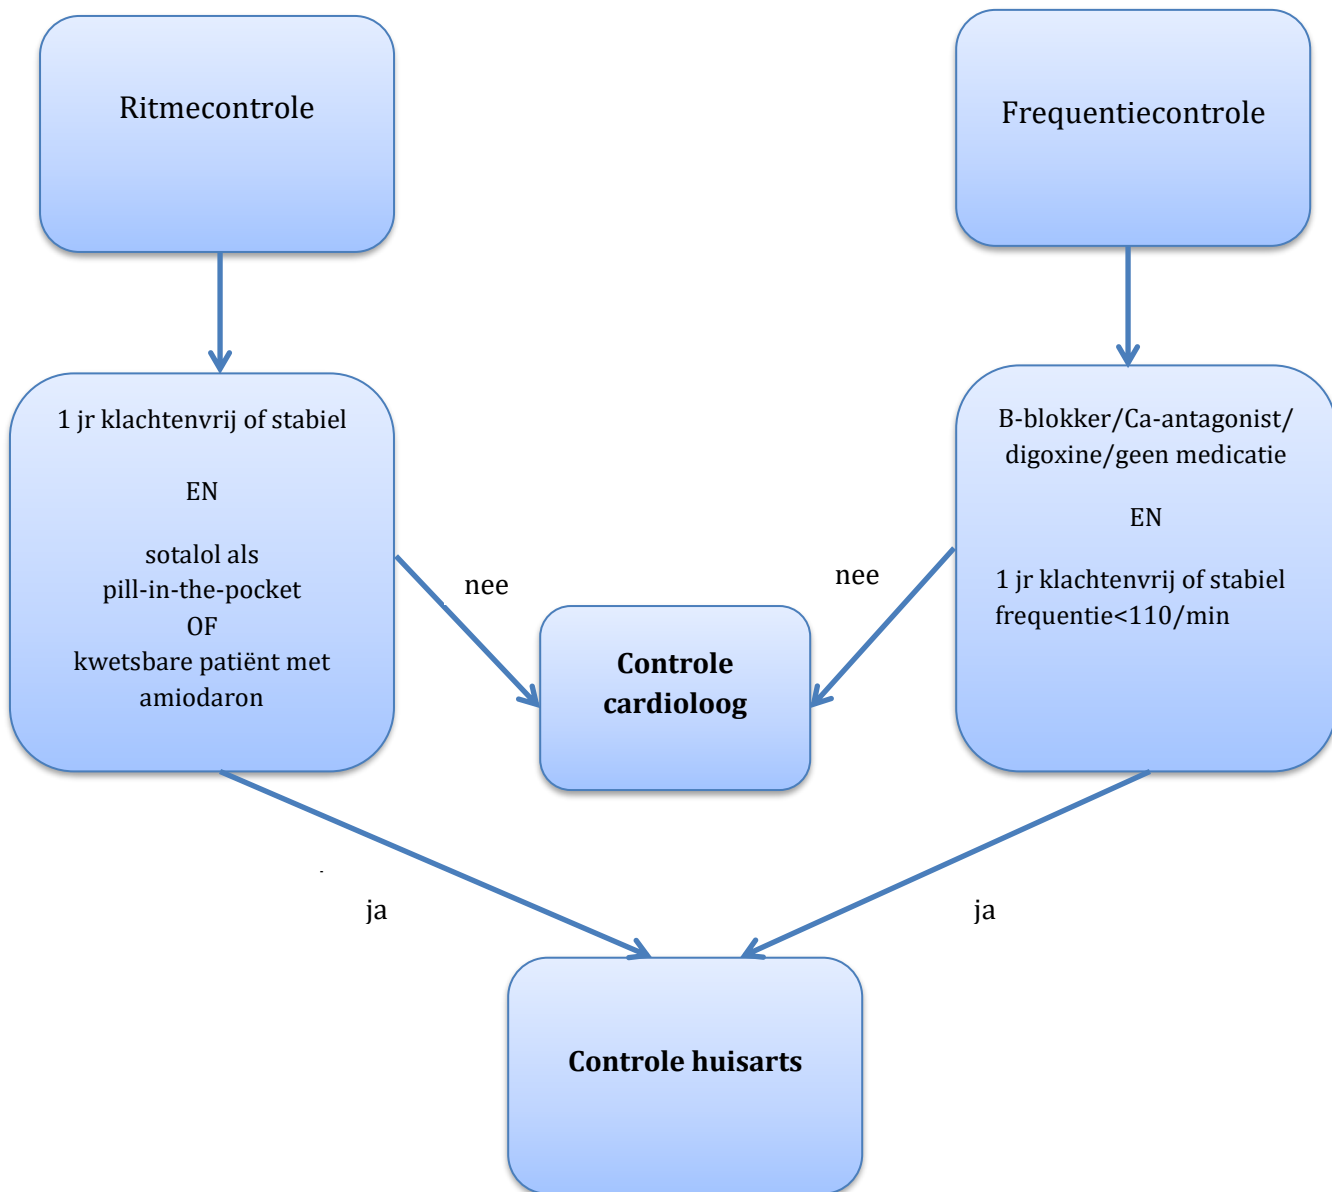 Ritmecontrole
Frequentiecontrole
1 jr klachtenvrij of stabiel
EN
sotalol als
pill-in-the-pocket
OF
kwetsbare patiënt met
amiodaron
B-blokker/Ca-antagonist/
digoxine/geen medicatie
EN
1 jr klachtenvrij of stabiel
frequentie<110/min
nee
nee
Controle
cardioloog
ja
ja
Controle huisarts